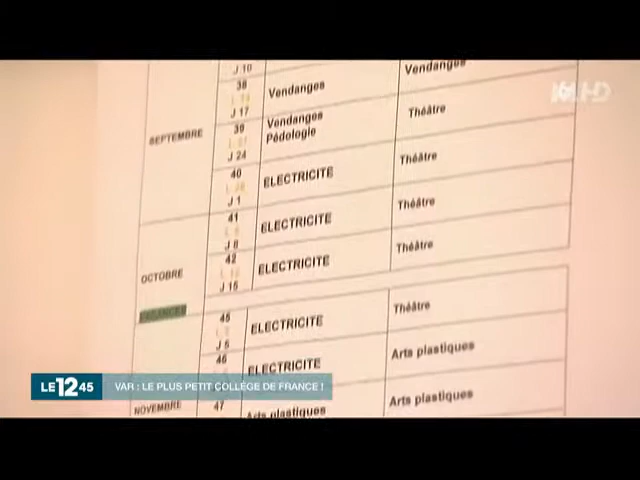 J 10
38
Vendanges
Vendanges
J 17
M6 HD
SEPTEMBRE
39
Vendanges
Pédologie
Théâtre
J 24
40
ELECTRICITE
Théâtre
J 1
41
ELECTRICITE
Théâtre
J 8
42
ELECTRICITE
Théâtre
J 15
OCTOBRE
VACANCES
45
ELECTRICITE
Théâtre
J 5
46
ELECTRICITE
Arts plastiques
NOVEMBRE
47
Arts plastiques
Arts plastiques
LE 12 45
VAR : LE PLUS PETIT COLLÈGE DE FRANCE !